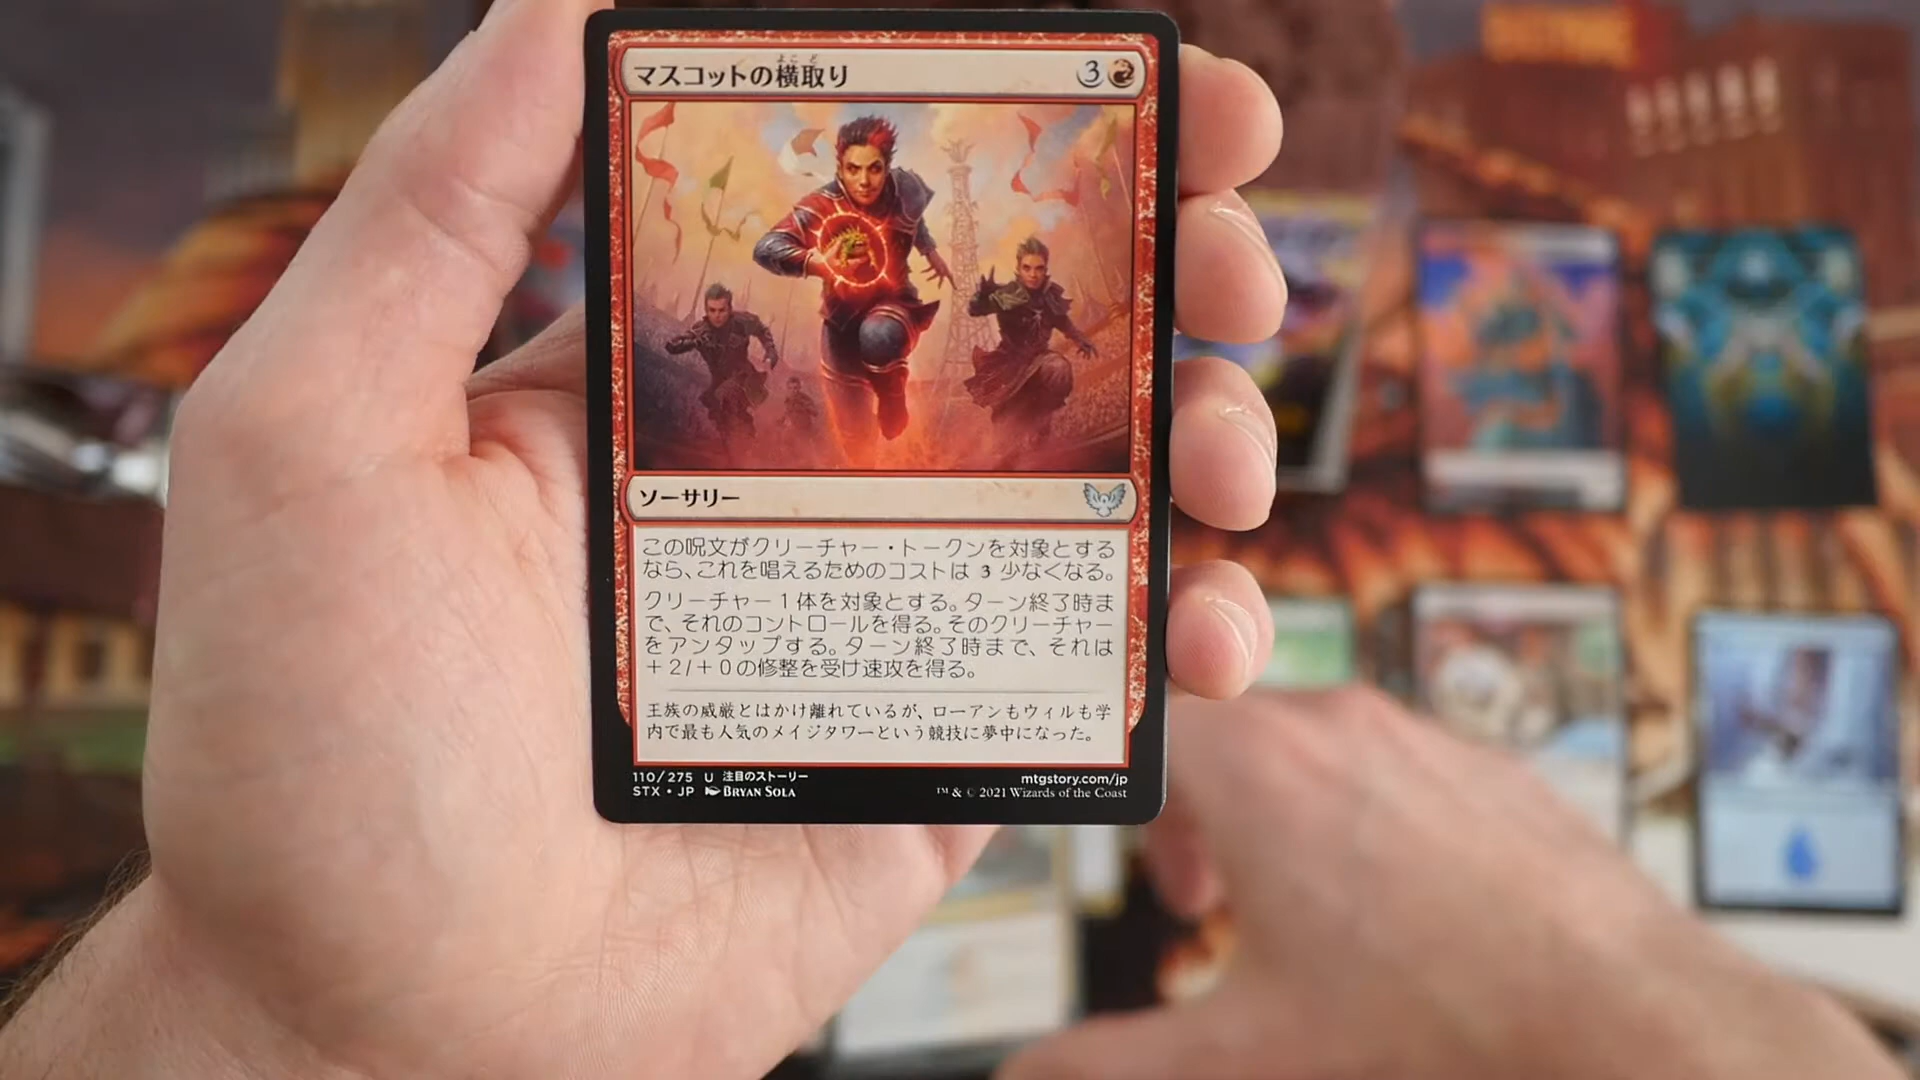 マスコットの横取り 3
ソーサリー
この呪文がクリーチャー・トークンを対象とする
なら、これを唱えるためのコストは 3 少なくなる。
クリーチャー1体を対象とする。ターン終了時ま
で、それのコントロールを得る。そのクリーチャー
をアンタップする。ターン終了時まで、それは
+2/+0の修整を受け速攻を得る。
王族の威厳とはかけ離れているが、ローアンもウィルも学
内で最も人気のメイジタワーという競技に夢中になった。
110/275 U 注目のストーリー
STX • JP BRYAN SOLA
mtgstory.com/jp
™ & © 2021 Wizards of the Coast